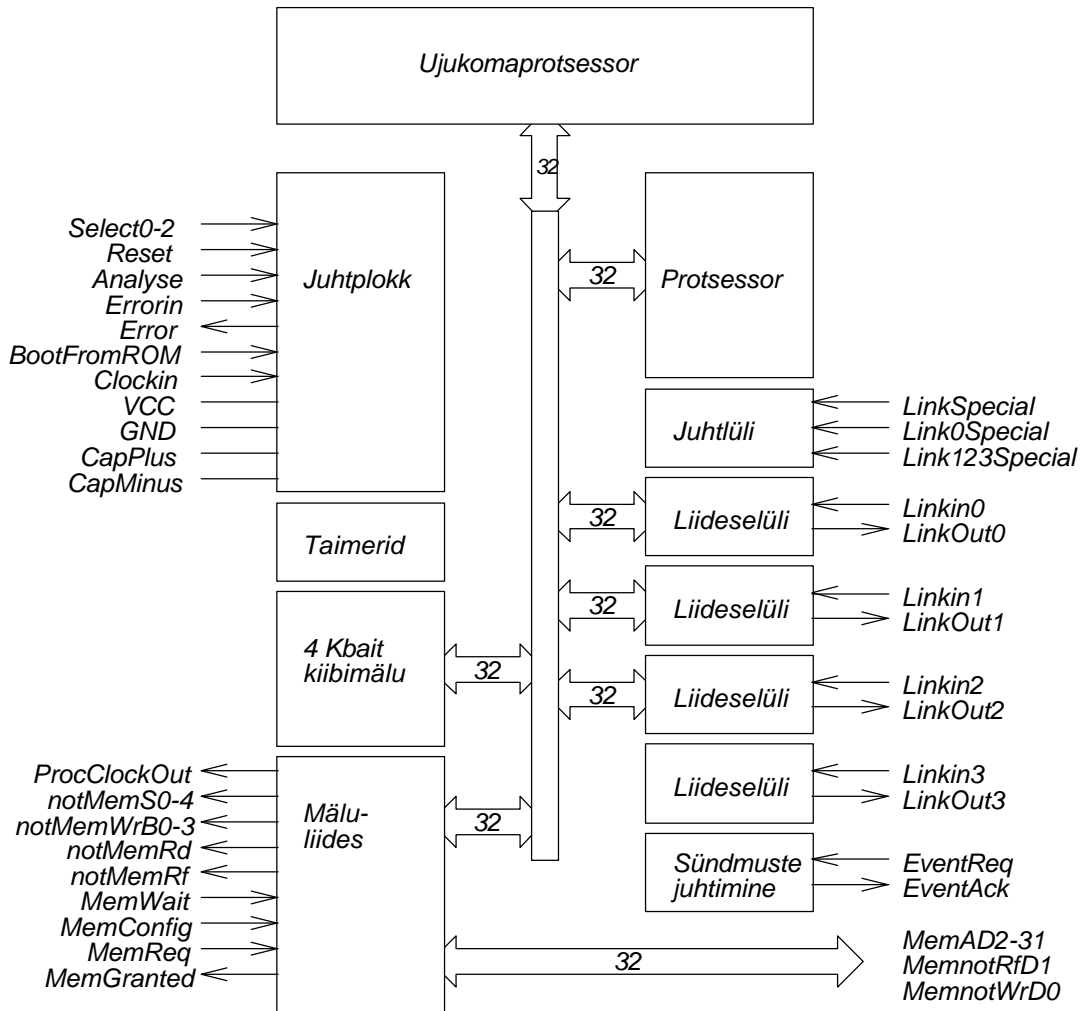 Ujukomaprotsessor
32
Select0-2
Reset
Analyse
Errorin
Error
BootFromROM
Clockin
VCC
GND
CapPlus
CapMinus
Juhtplokk
32
Protsessor
Juhtlüli
LinkSpecial
Link0Special
Link123Special
Taimerid
32
Liideselüli
Linkin0
LinkOut0
32
Liideselüli
Linkin1
LinkOut1
4 Kbait
kiibimälu
32
32
Liideselüli
Linkin2
LinkOut2
Liideselüli
Linkin3
LinkOut3
ProcClockOut
notMemS0-4
notMemWrB0-3
notMemRd
notMemRf
MemWait
MemConfig
MemReq
MemGranted
Mälu-
liides
32
Sündmuste
juhtimine
EventReq
EventAck
32
MemAD2-31
MemnotRfD1
MemnotWrD0